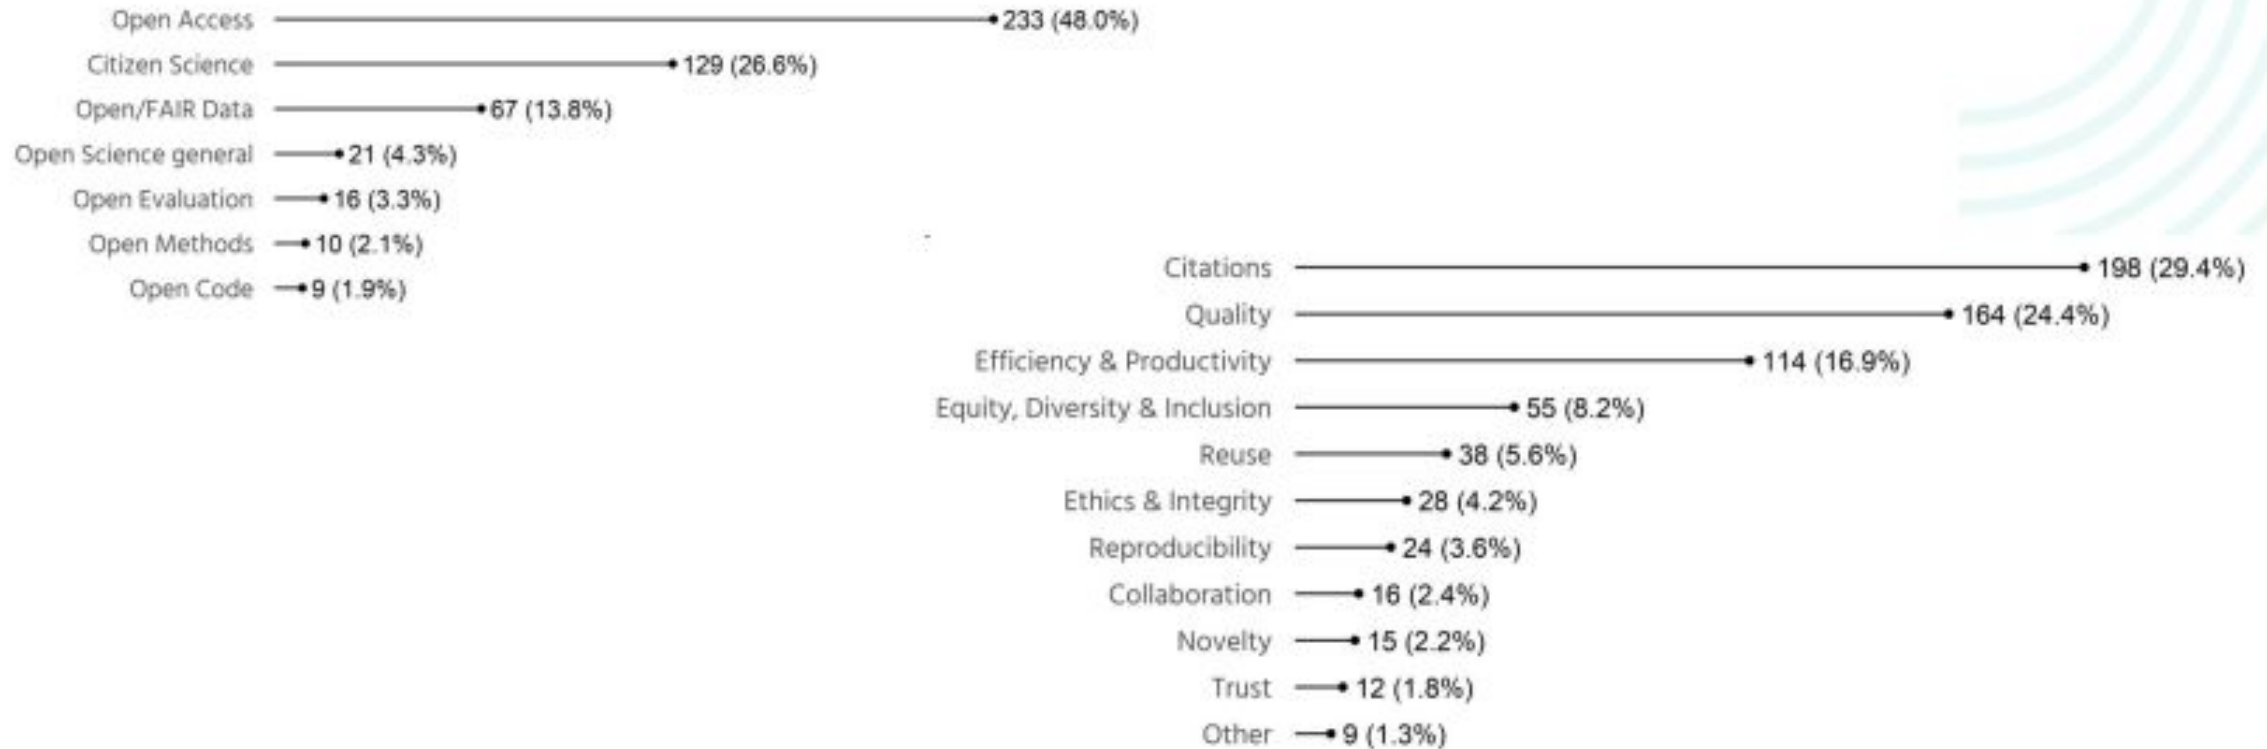 Open Access 233 (48.0%)
Citizen Science 129 (26.6%)
Open/FAIR Data 67 (13.8%)
Open Science general 21 (4.3%)
Open Evaluation 16 (3.3%)
Open Methods 10 (2.1%)
Open Code 9 (1.9%)
Citations 198 (29.4%)
Quality 164 (24.4%)
Efficiency & Productivity 114 (16.9%)
Equity, Diversity & Inclusion 55 (8.2%)
Reuse 38 (5.6%)
Ethics & Integrity 28 (4.2%)
Reproducibility 24 (3.6%)
Collaboration 16 (2.4%)
Novelty 15 (2.2%)
Trust 12 (1.8%)
Other 9 (1.3%)